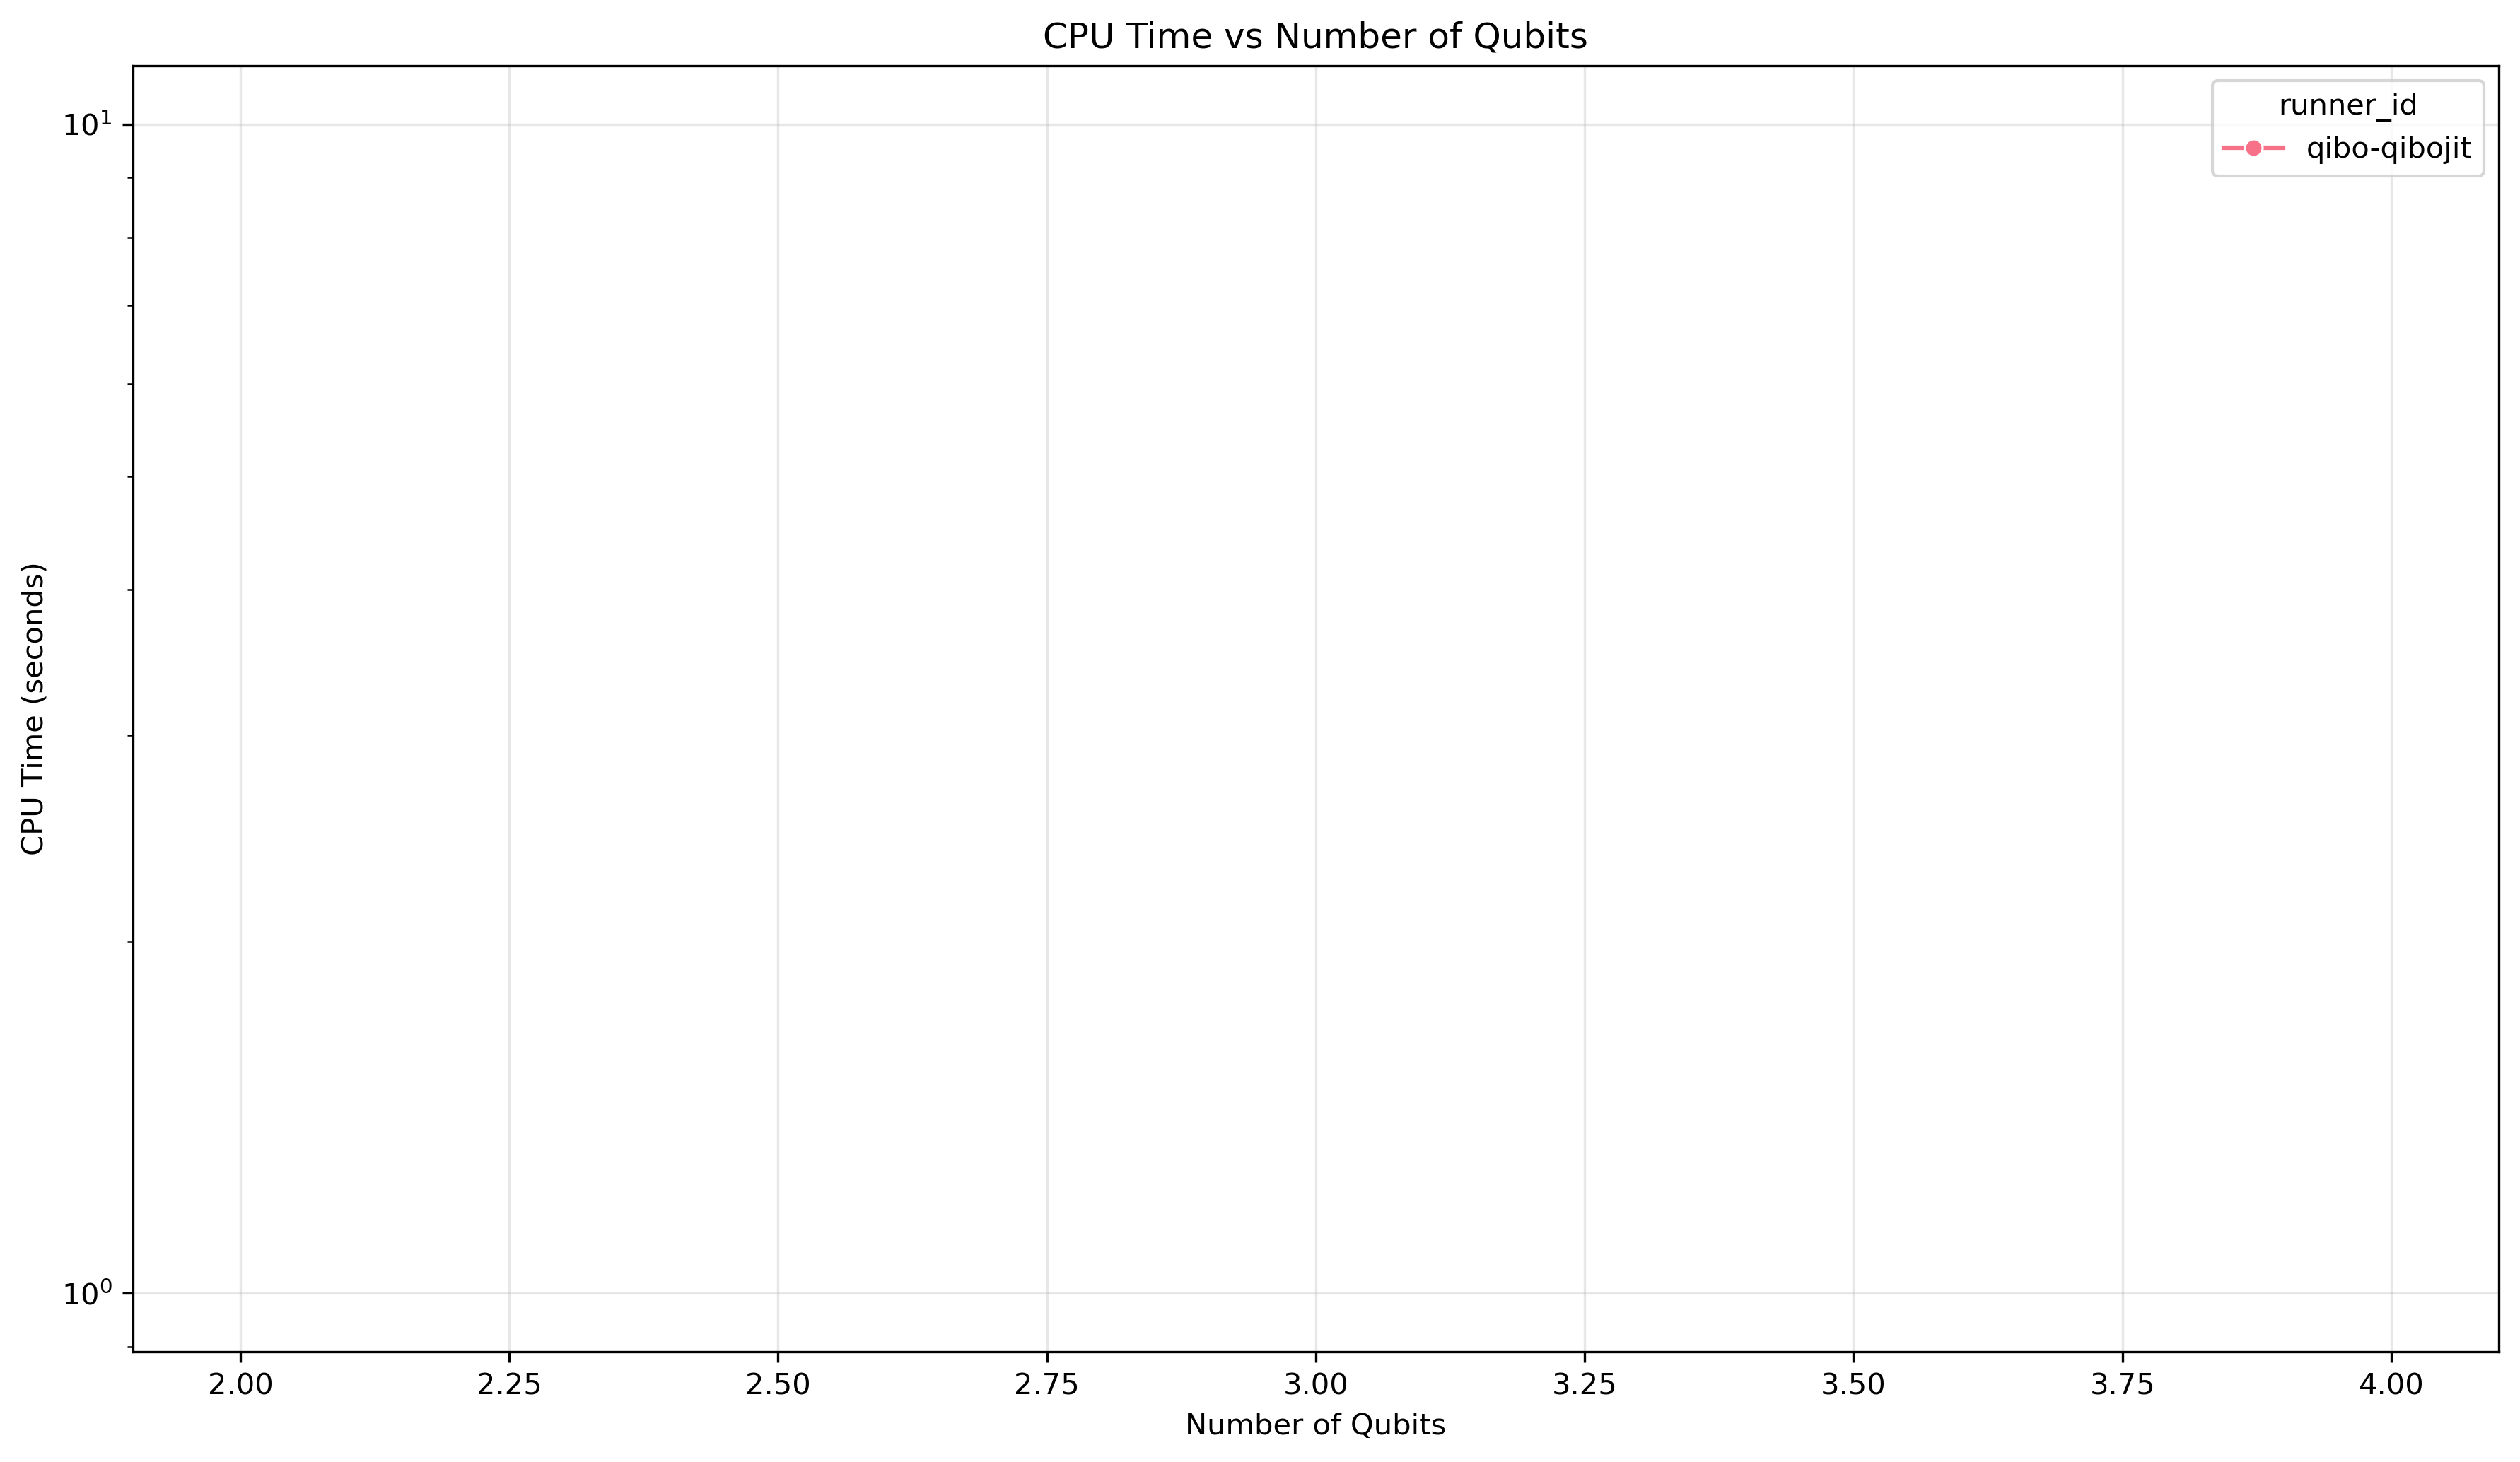 CPU Time vs Number of Qubits
runner_id
qibo-qibojit
CPU Time (seconds)
10¹
10⁰
2.00 2.25 2.50 2.75 3.00 3.25 3.50 3.75 4.00
Number of Qubits